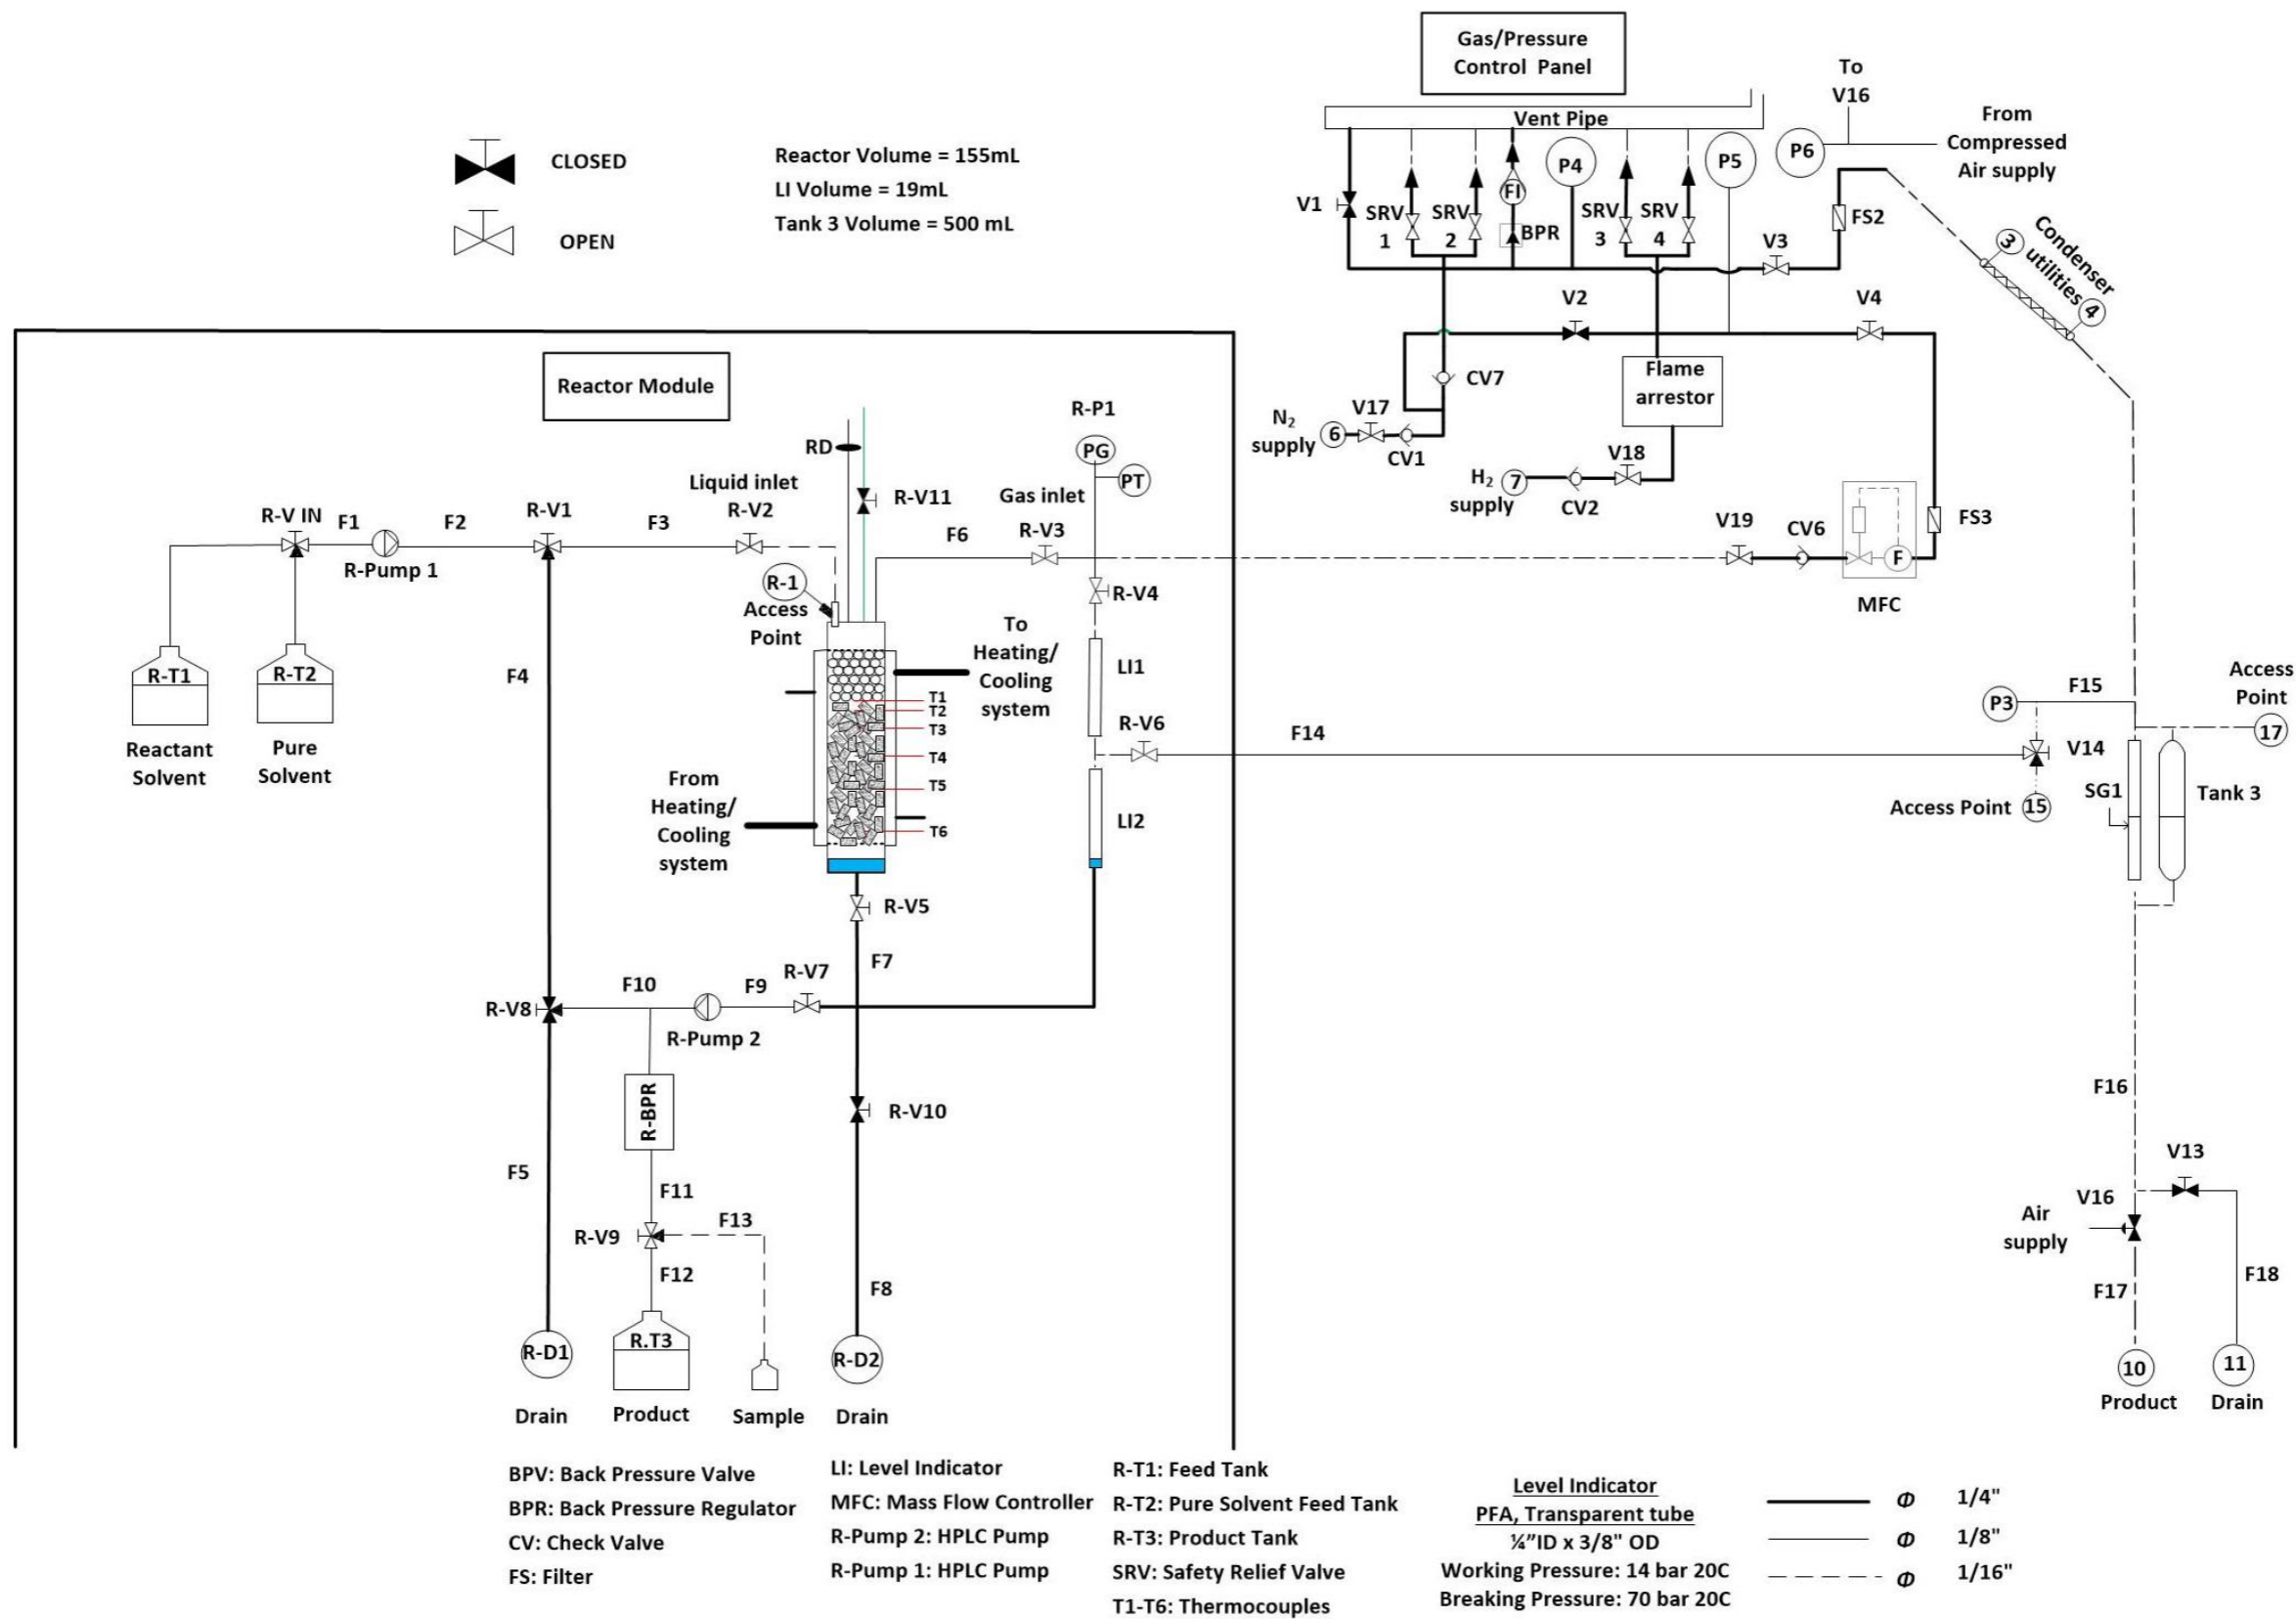 Gas/Pressure
Control Panel
To
V16
From
Compressed
Air supply
Vent Pipe
P4
P5
P6
CLOSED
OPEN
Reactor Volume = 155mL
LI Volume = 19mL
Tank 3 Volume = 500 mL
V1
SRV
1
SRV
2
FI
BPR
SRV
3
SRV
4
V3
FS2
Condenser
utilities
3
4
V2
V4
CV7
Flame
arrestor
N2
supply
6
V17
CV1
H2
supply
7
V18
CV2
V19
CV6
F
MFC
FS3
Reactor Module
RD
R-V11
R-P1
PG
PT
Liquid inlet
R-V2
Gas inlet
R-V3
F6
R-V IN
F1
R-Pump 1
F2
R-V1
F3
R-1
Access
Point
R-V4
To
Heating/
Cooling
system
LI1
R-T1
R-T2
Reactant
Solvent
Pure
Solvent
F4
T1
T2
T3
T4
T5
T6
R-V6
F14
From
Heating/
Cooling
system
LI2
P3
F15
Access
Point
17
V14
Access Point
15
SG1
Tank 3
R-V5
F7
R-V7
F9
F10
R-V8
R-Pump 2
R-BPR
R-V10
F16
F5
F11
F13
R-V9
F12
V13
V16
Air
supply
F8
F17
F18
R-D1
R.T3
R-D2
10
11
Drain
Product
Sample
Drain
Product
Drain
BPV: Back Pressure Valve
BPR: Back Pressure Regulator
CV: Check Valve
FS: Filter
LI: Level Indicator
MFC: Mass Flow Controller
R-Pump 2: HPLC Pump
R-Pump 1: HPLC Pump
R-T1: Feed Tank
R-T2: Pure Solvent Feed Tank
R-T3: Product Tank
SRV: Safety Relief Valve
T1-T6: Thermocouples
Level Indicator
PFA, Transparent tube
¼”ID x 3/8" OD
Working Pressure: 14 bar 20C
Breaking Pressure: 70 bar 20C
Φ 1/4"
Φ 1/8"
Φ 1/16"